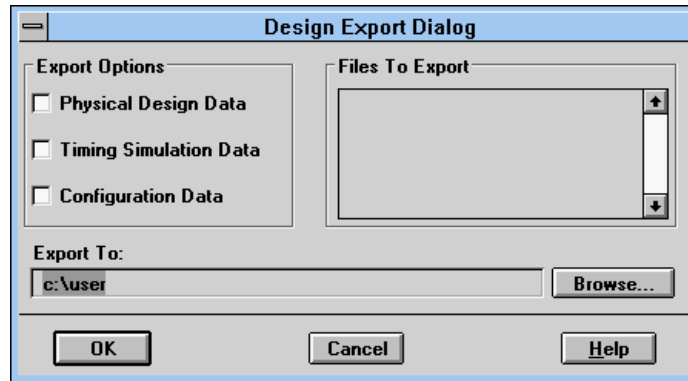 Design Export Dialog
Export Options
Physical Design Data
Timing Simulation Data
Configuration Data
Files To Export
Export To:
c:\user
Browse...
OK
Cancel
Help